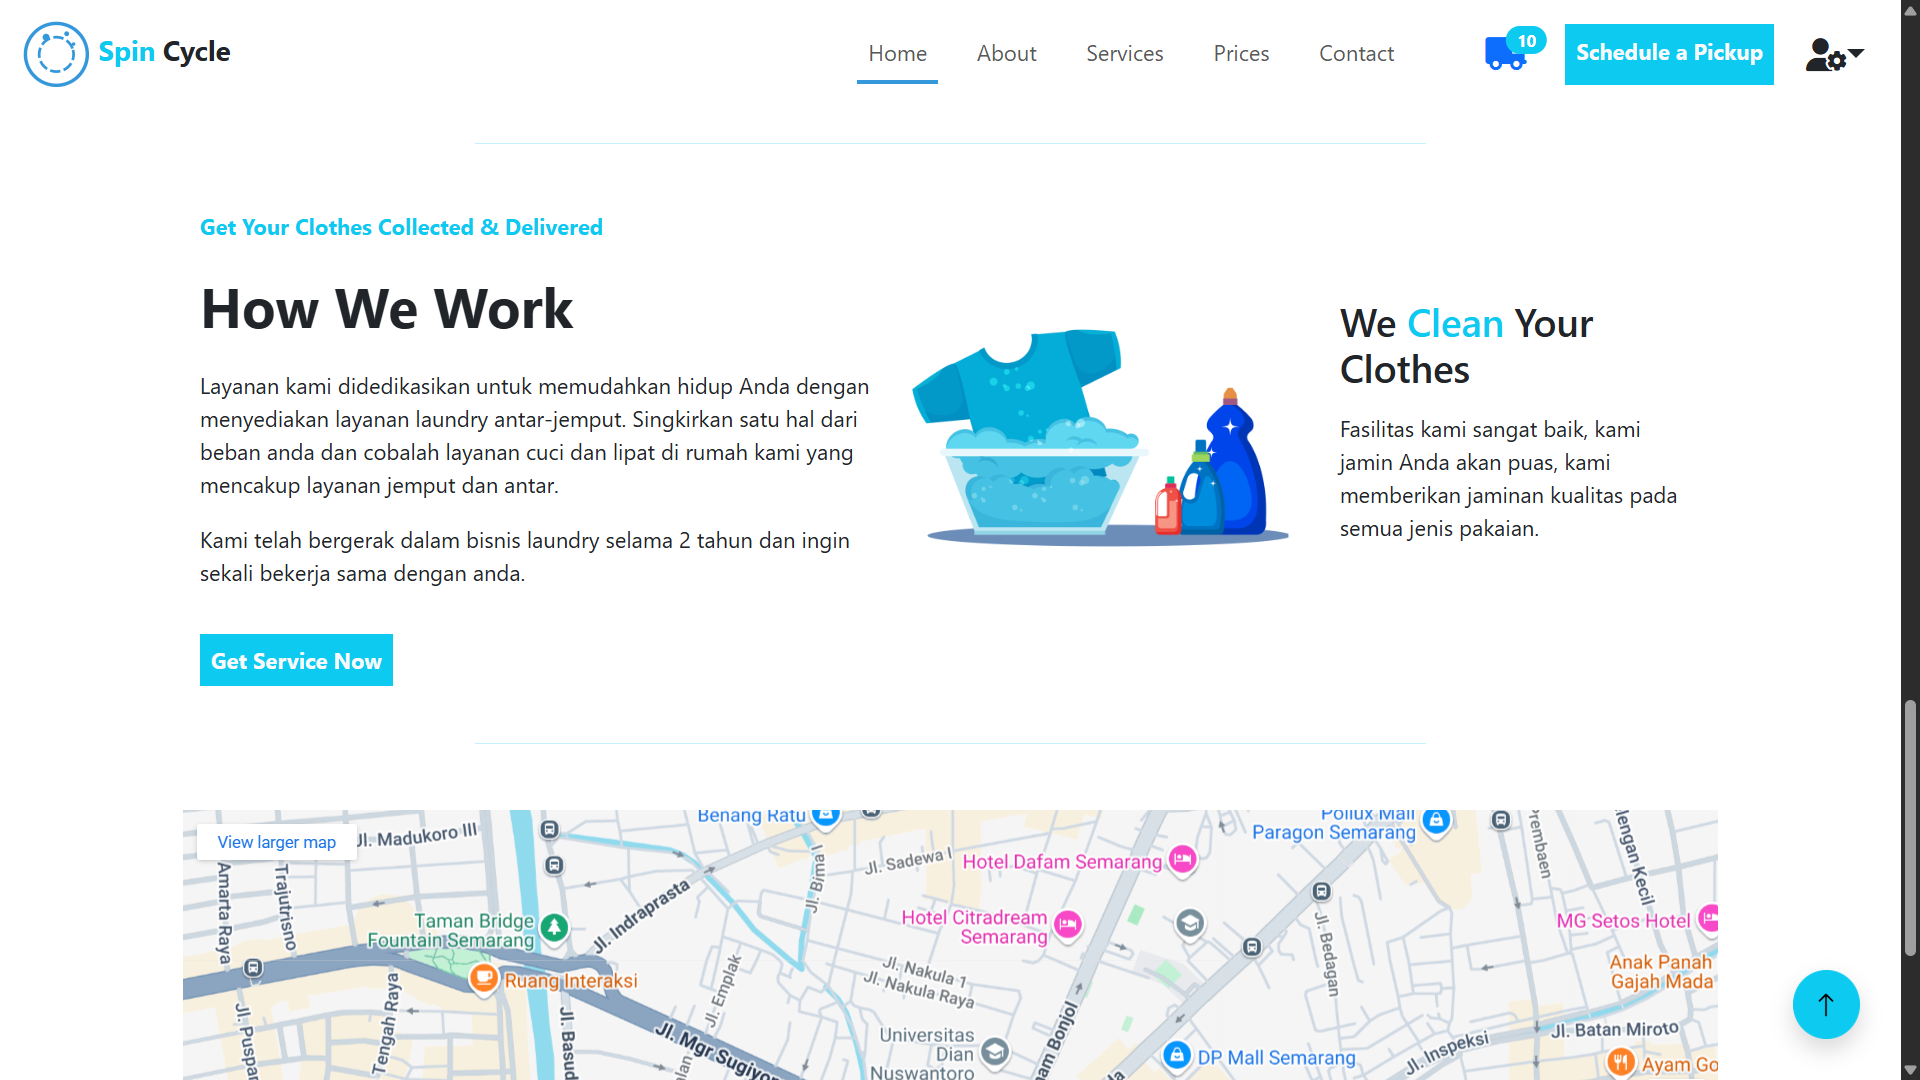 Spin Cycle
Home
About
Services
Prices
Contact
10
Schedule a Pickup
Get Your Clothes Collected & Delivered
How We Work
Layanan kami didedikasikan untuk memudahkan hidup Anda dengan
menyediakan layanan laundry antar-jemput. Singkirkan satu hal dari
beban anda dan cobalah layanan cuci dan lipat di rumah kami yang
mencakup layanan jemput dan antar.
Kami telah bergerak dalam bisnis laundry selama 2 tahun dan ingin
sekali bekerja sama dengan anda.
Get Service Now
We Clean Your
Clothes
Fasilitas kami sangat baik, kami
jamin Anda akan puas, kami
memberikan jaminan kualitas pada
semua jenis pakaian.
View larger map
Jl. Madukoro III
Benang Ratu
Pollux Mall
Paragon Semarang
Jl. Sadewa I
Hotel Dafam Semarang
Jl. Bima I
Amarta Raya
Trajutrisno
Jl. Indraprasta
Taman Bridge
Fountain Semarang
Hotel Citradream
Semarang
Jl. Bedagan
MG Setos Hotel
Ruang Interaksi
Jl. Nakula 1
Jl. Nakula Raya
Jl. Emplak
Anak Panah
Gajah Mada
Tengah Raya
Jl. Puspa
Jl. Basud
Jl. Mgr Sugiyo
Universitas
Dian
Nuswantoro
am Bonjol
DP Mall Semarang
Jl. Inspeksi
Jl. Batan Miroto
Ayam Go